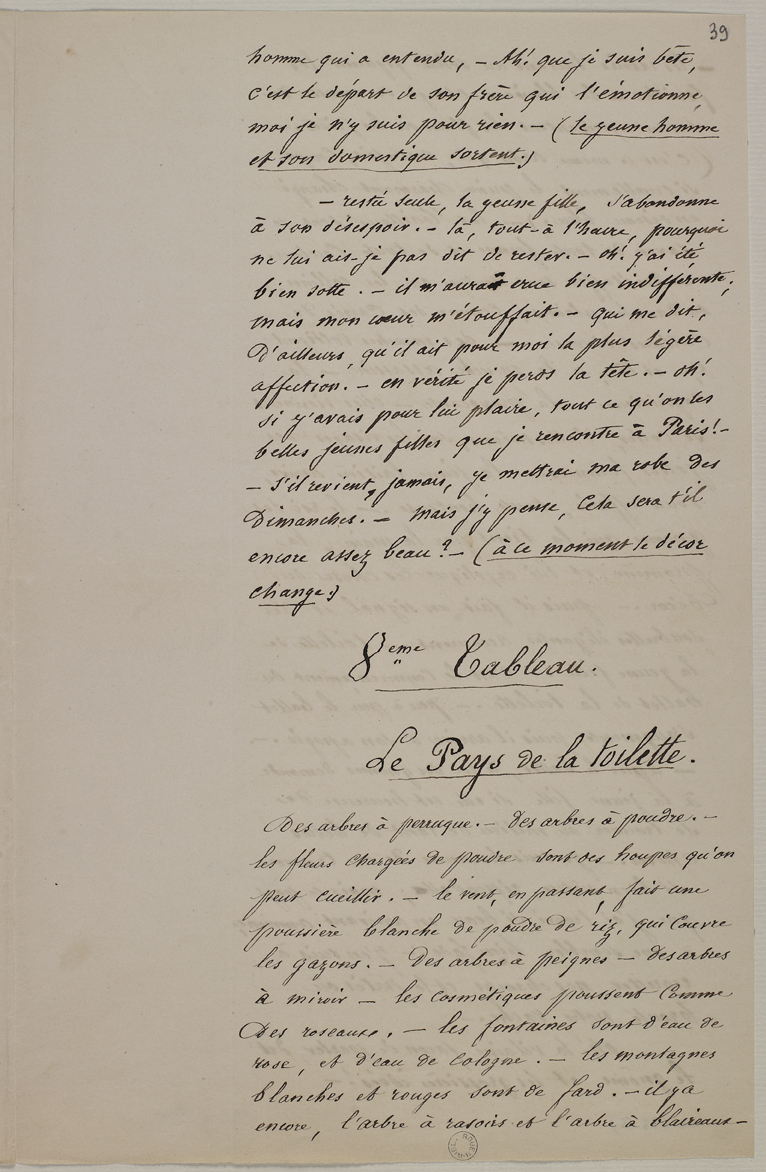 39
homme qui a entendu, – Ah! que je suis bête,
c'est le départ de son frère qui l'émotionne,
moi je n'y suis pour rien. – (le jeune homme
et son domestique sortent.)
– resté seule, la jeune fille, s'abandonne
à son désespoir. – là, tout-à l'heure, pourquoi
ne lui ais-je pas dit de rester. – oh! j'ai été
bien sotte. – il m'aurait crue bien indifférente;
mais mon cœur m'étouffait. – qui me dit,
D'ailleurs, qu'il ait pour moi la plus légère
affection. – en vérité je perds la tête. – oh!
si j'avais pour lui plaire, tout ce qu'on les
belles jeunes filles que je rencontre à Paris! –
– s'il revient, jamais, je mettrai ma robe des
Dimanches. – mais j'y pense, cela sera t'il
encore assez beau? – (à ce moment le décor
change.)
8eme Tableau.
Le Pays de la toilette.
Des arbres à perruque. – des arbres à poudre. –
les fleurs chargées de poudre sont des houpes qu'on
peut cueillir. – le vent, en passant, fait une
poussière blanche de poudre de riz, qui couvre
les gazons. – Des arbres à peignes – des arbres
à miroir – les cosmétiques poussent comme
Des roseaux. – les fontaines sont d'eau de
rose, et d'eau de Cologne. – les montagnes
blanches et rouges sont de fard. – il y a
encore, l'arbre à rasoirs et l'arbre à blaireaux –